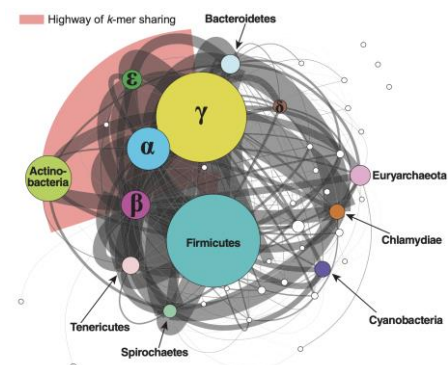 Highway of k-mer sharing
Bacteroidetes
ε
γ
δ
α
Actino-
bacteria
Euryarchaeota
β
Chlamydiae
Firmicutes
Cyanobacteria
Tenericutes
Spirochaetes